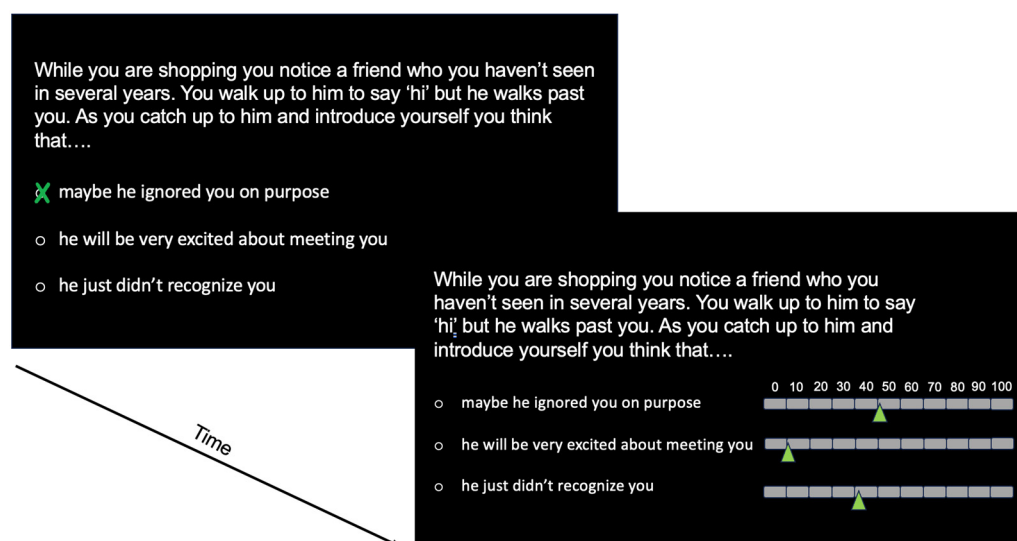 While you are shopping you notice a friend who you haven’t seen
in several years. You walk up to him to say ‘hi’ but he walks past
you. As you catch up to him and introduce yourself you think
that….
maybe he ignored you on purpose
he will be very excited about meeting you
he just didn’t recognize you
Time
While you are shopping you notice a friend who you
haven’t seen in several years. You walk up to him to say
‘hi’ but he walks past you. As you catch up to him and
introduce yourself you think that….
0 10 20 30 40 50 60 70 80 90 100
maybe he ignored you on purpose
he will be very excited about meeting you
he just didn’t recognize you